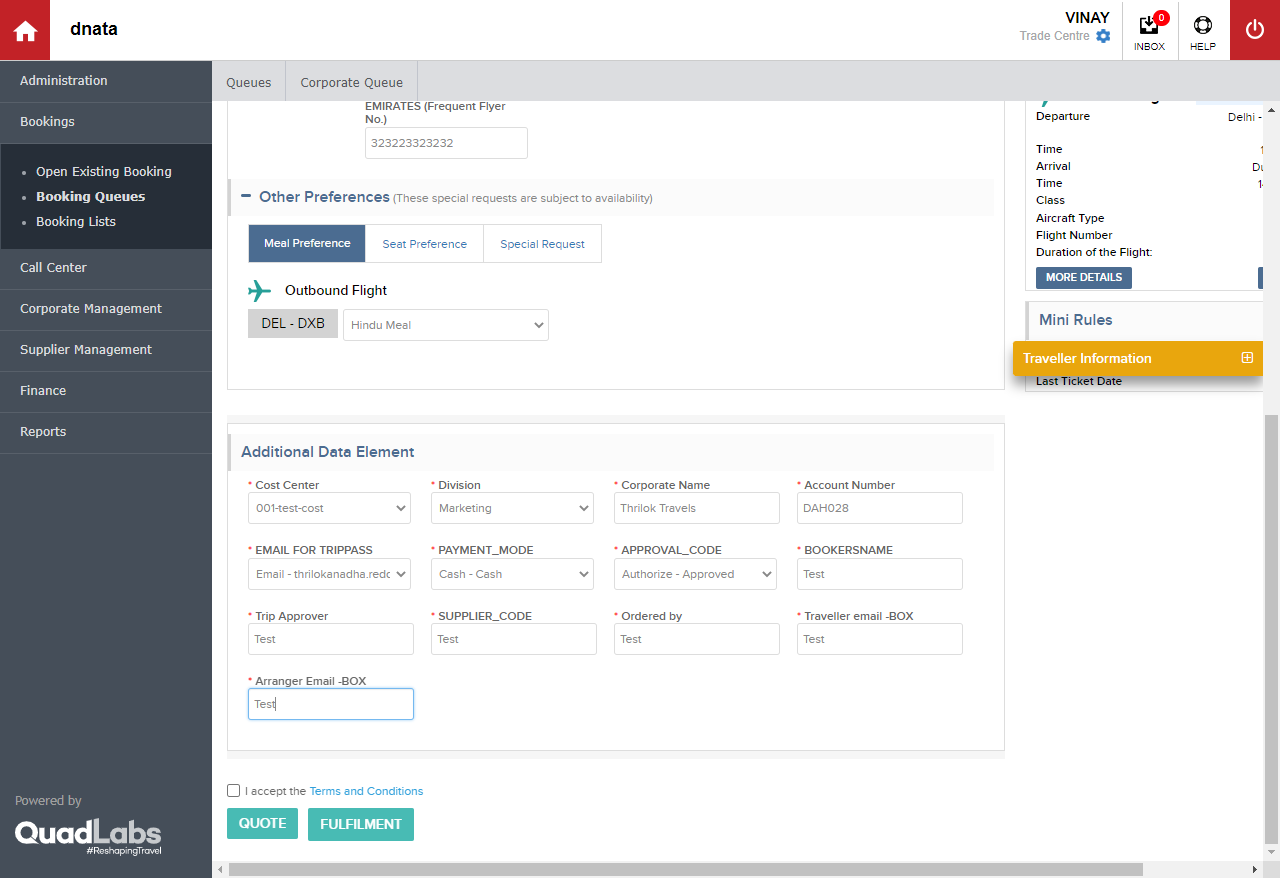 dnata
VINAY
Trade Centre
0
INBOX
HELP
Administration
Bookings
Open Existing Booking
Booking Queues
Booking Lists
Call Center
Corporate Management
Supplier Management
Finance
Reports
Powered by
QuadLabs
#ReshapingTravel
Queues
Corporate Queue
EMIRATES (Frequent Flyer
No.)
323223323232
Other Preferences (These special requests are subject to availability)
Meal Preference
Seat Preference
Special Request
Outbound Flight
DEL - DXB
Hindu Meal
Additional Data Element
* Cost Center
001-test-cost
* Division
Marketing
* Corporate Name
Thrilok Travels
* Account Number
DAH028
* EMAIL FOR TRIPPASS
Email - thrilokanadha.redc
* PAYMENT_MODE
Cash - Cash
* APPROVAL_CODE
Authorize - Approved
* BOOKERSNAME
Test
* Trip Approver
Test
* SUPPLIER_CODE
Test
* Ordered by
Test
* Traveller email -BOX
Test
* Arranger Email -BOX
Test
I accept the Terms and Conditions
QUOTE
FULFILMENT
Departure
Delhi -
Time
Arrival
Time
Class
Aircraft Type
Flight Number
Duration of the Flight:
MORE DETAILS
Mini Rules
Traveller Information
Last Ticket Date